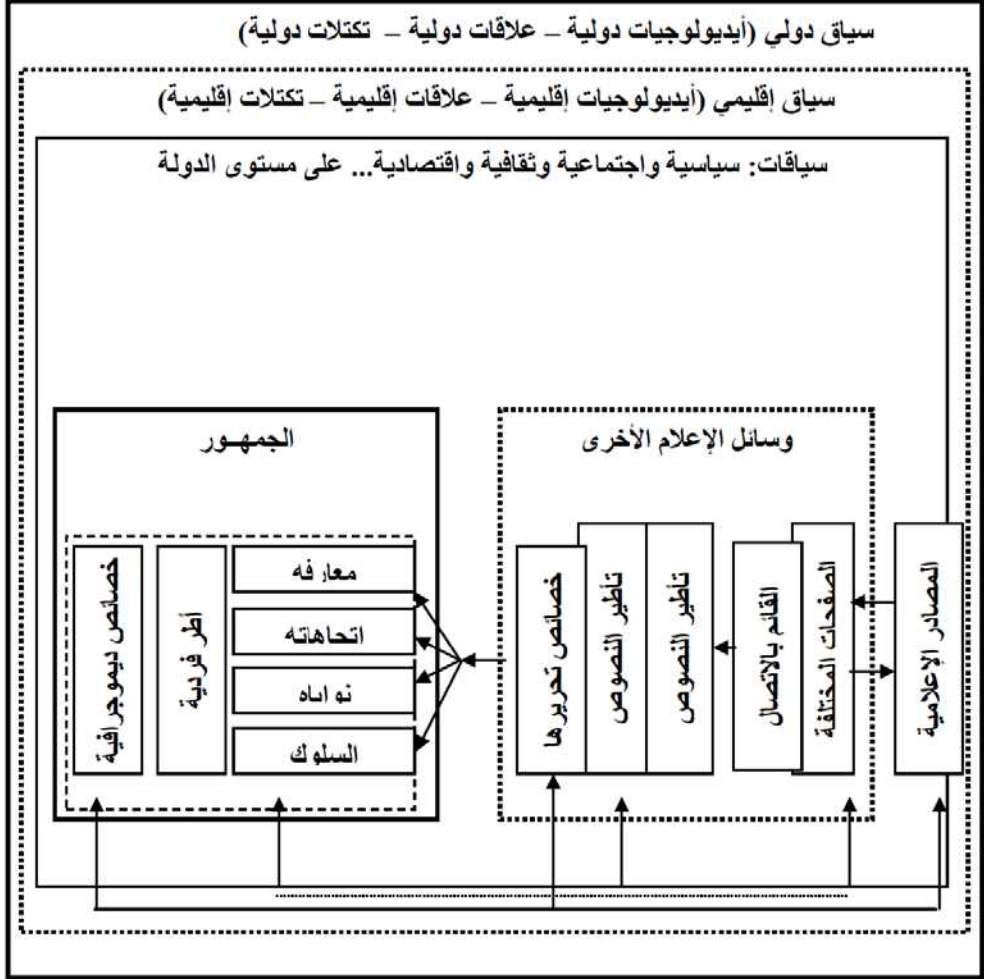 سياق دولي (أيديولوجيات دولية – علاقات دولية – تكتلات دولية)
سياق إقليمي (أيديولوجيات إقليمية – علاقات إقليمية – تكتلات إقليمية)
سياقات: سياسية واجتماعية وثقافية واقتصادية... على مستوى الدولة
المصادر الإعلامية
وسائل الإعلام الأخرى
الصفحات المختلفة
القائم بالاتصال
تأطير النصوص
تأطير النصوص
خصائص تحريرها
الجمهــور
معارفه
اتجاهاته
نواياه
السلوك
أطر فردية
خصائص ديموجرافية